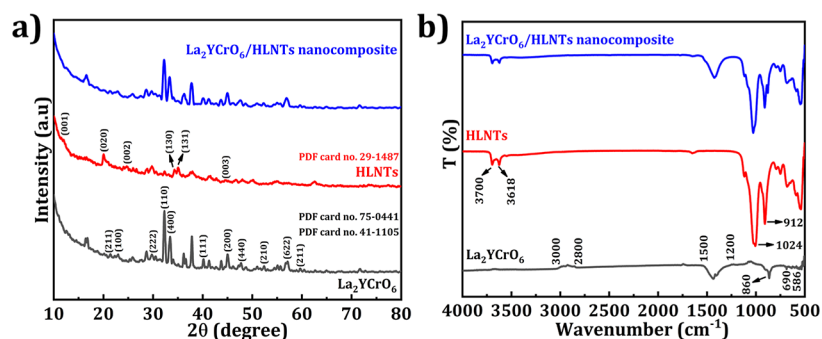 a)
La₂YCrO₆/HLNTs nanocomposite
(001)
(020)
(002)
(130)
(131)
(003)
PDF card no. 29-1487
HLNTs
PDF card no. 75-0441
PDF card no. 41-1105
(211)
(100)
(222)
(110)
(400)
(111)
(200)
(440)
(210)
(622)
(211)
La₂YCrO₆
Intensity (a.u)
10 20 30 40 50 60 70 80
2θ (degree)
b)
La₂YCrO₆/HLNTs nanocomposite
HLNTs
3700
3618
912
1024
La₂YCrO₆
3000
2800
1500
1200
860
690
580
T (%)
4000 3500 3000 2500 2000 1500 1000 500
Wavenumber (cm⁻¹)